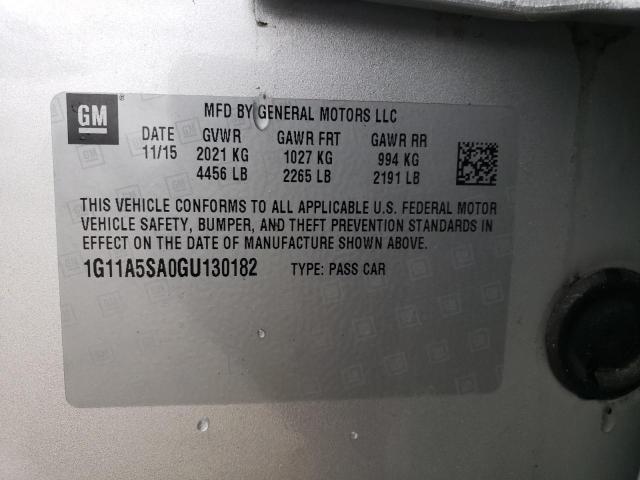 GM ®
MFD BY GENERAL MOTORS LLC
DATE GVWR GAWR FRT GAWR RR
11/15 2021 KG 1027 KG 994 KG
4456 LB 2265 LB 2191 LB
THIS VEHICLE CONFORMS TO ALL APPLICABLE U.S. FEDERAL MOTOR
VEHICLE SAFETY, BUMPER, AND THEFT PREVENTION STANDARDS IN
EFFECT ON THE DATE OF MANUFACTURE SHOWN ABOVE.
1G11A5SA0GU130182 TYPE: PASS CAR